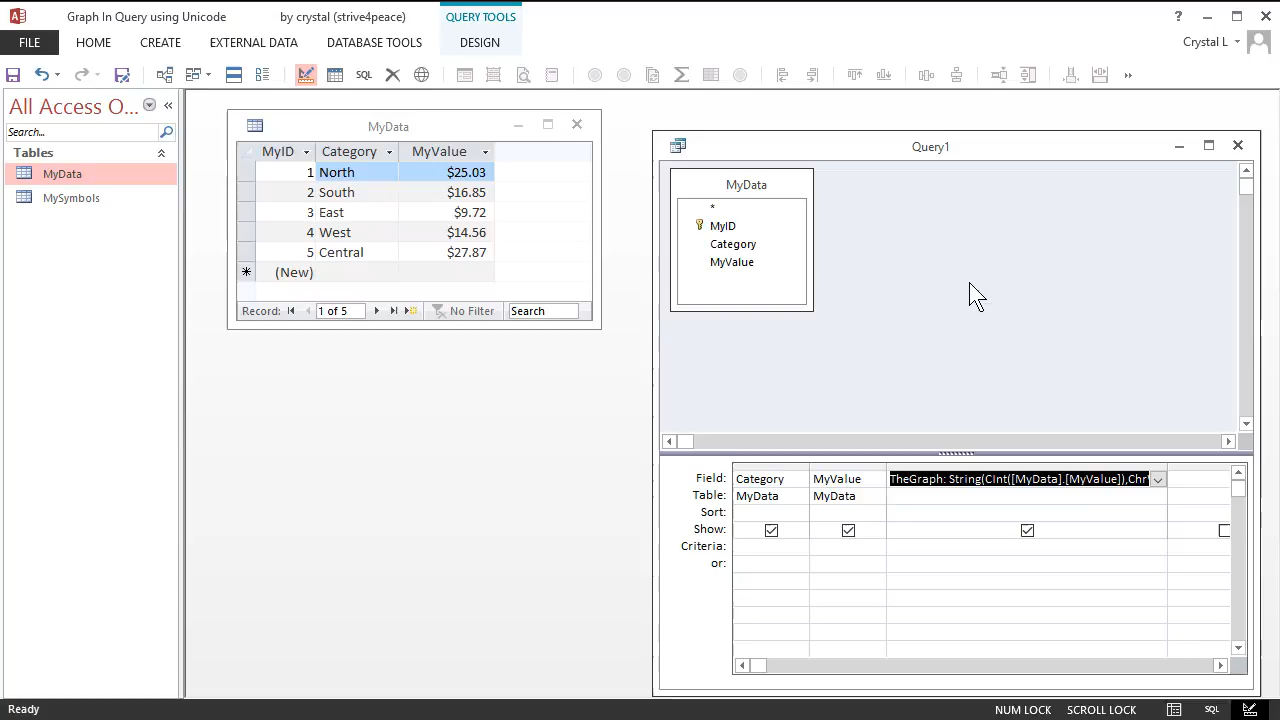 Graph In Query using Unicode
by crystal (strive4peace)
QUERY TOOLS
?
FILE
HOME
CREATE
EXTERNAL DATA
DATABASE TOOLS
DESIGN
Crystal L
SQL
All Access O...
Search...
Tables
MyData
MySymbols
MyData
MyID
Category
MyValue
1 North $25.03
2 South $16.85
3 East $9.72
4 West $14.56
5 Central $27.87
(New)
Record:
1 of 5
No Filter
Search
Query1
MyData
*
MyID
Category
MyValue
Field: Category MyValue TheGraph: String(CInt([MyData].[MyValue]),Chr
Table: MyData MyData
Sort:
Show:
Criteria:
or:
Ready
NUM LOCK
SCROLL LOCK
SQL